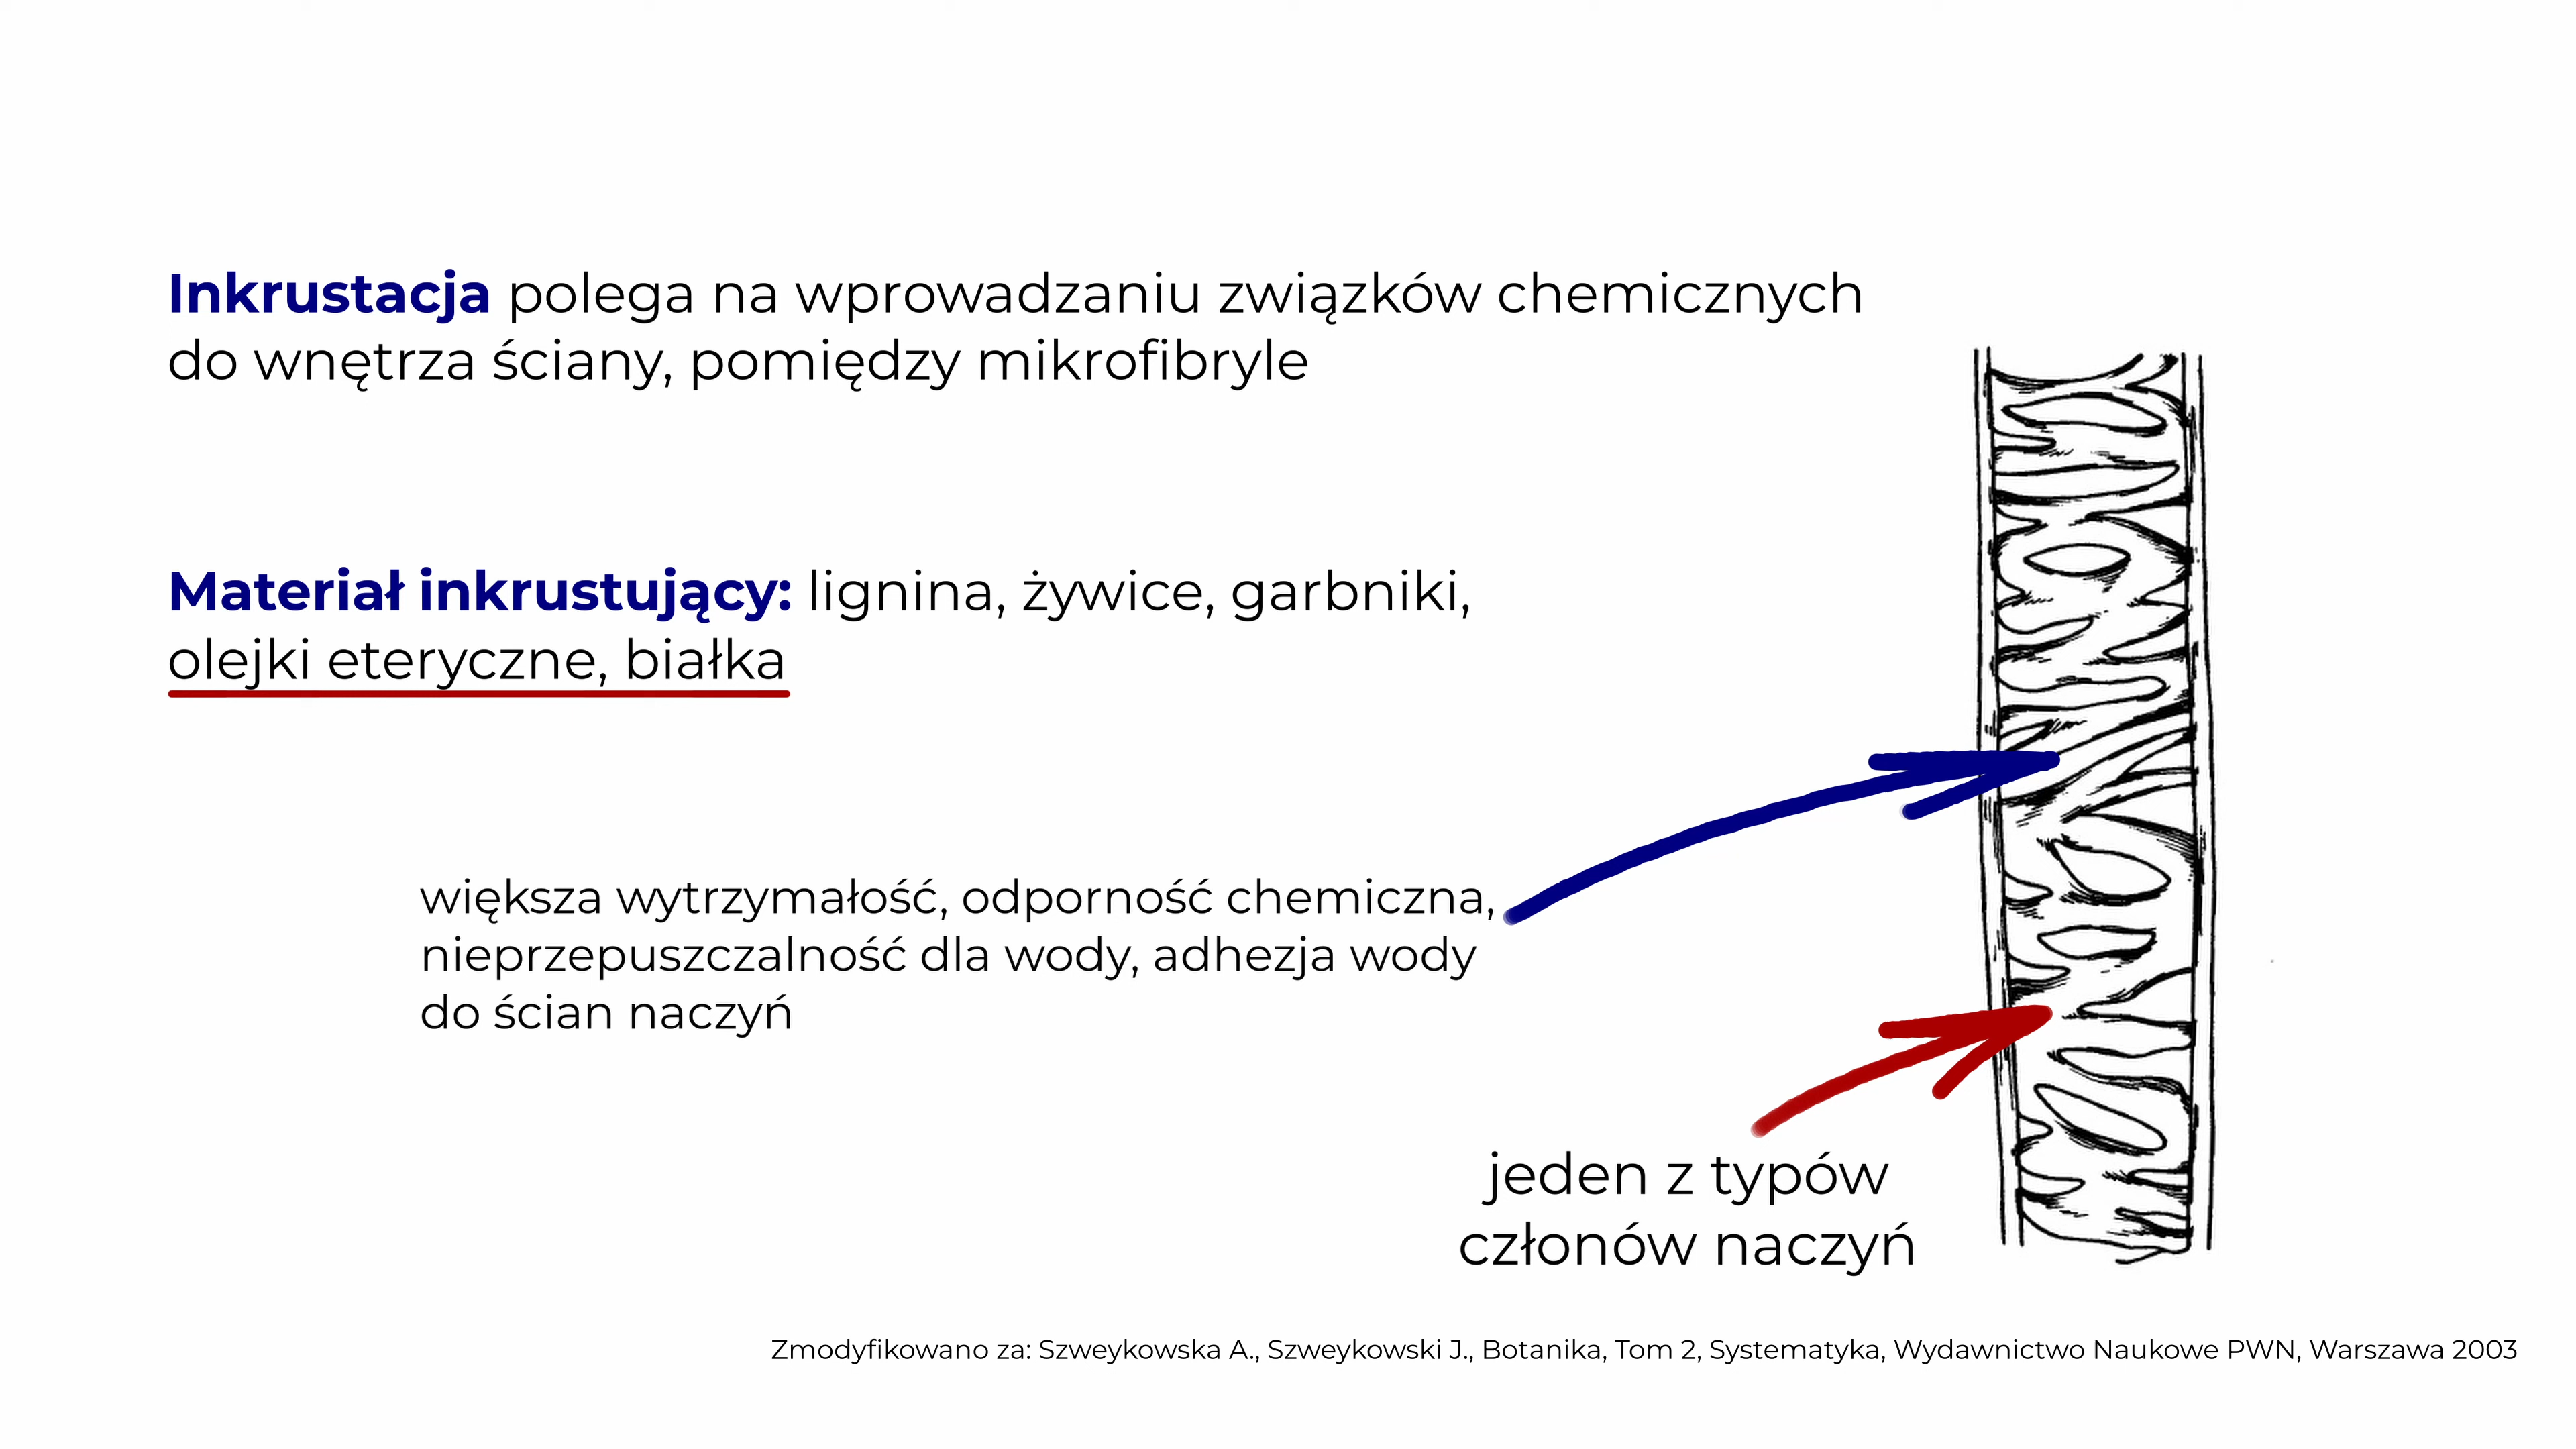 Inkrustacja polega na wprowadzaniu związków chemicznych
do wnętrza ściany, pomiędzy mikrofibryle
Materiał inkrustujący: lignina, żywice, garbniki,
olejki eteryczne, białka
większa wytrzymałość, odporność chemiczna,
nieprzepuszczalność dla wody, adhezja wody
do ścian naczyń
jeden z typów
członów naczyń
Zmodyfikowano za: Szweykowska A., Szweykowski J., Botanika, Tom 2, Systematyka, Wydawnictwo Naukowe PWN, Warszawa 2003